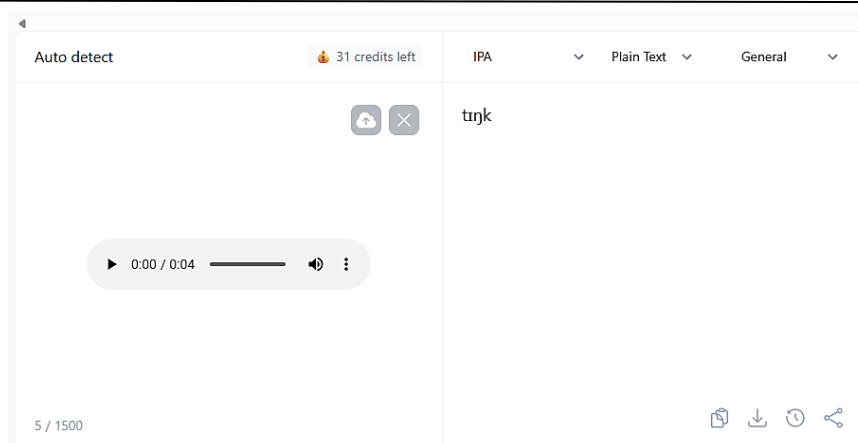 Auto detect
💰 31 credits left
IPA
Plain Text
General
tɪŋk
0:00 / 0:04
5 / 1500